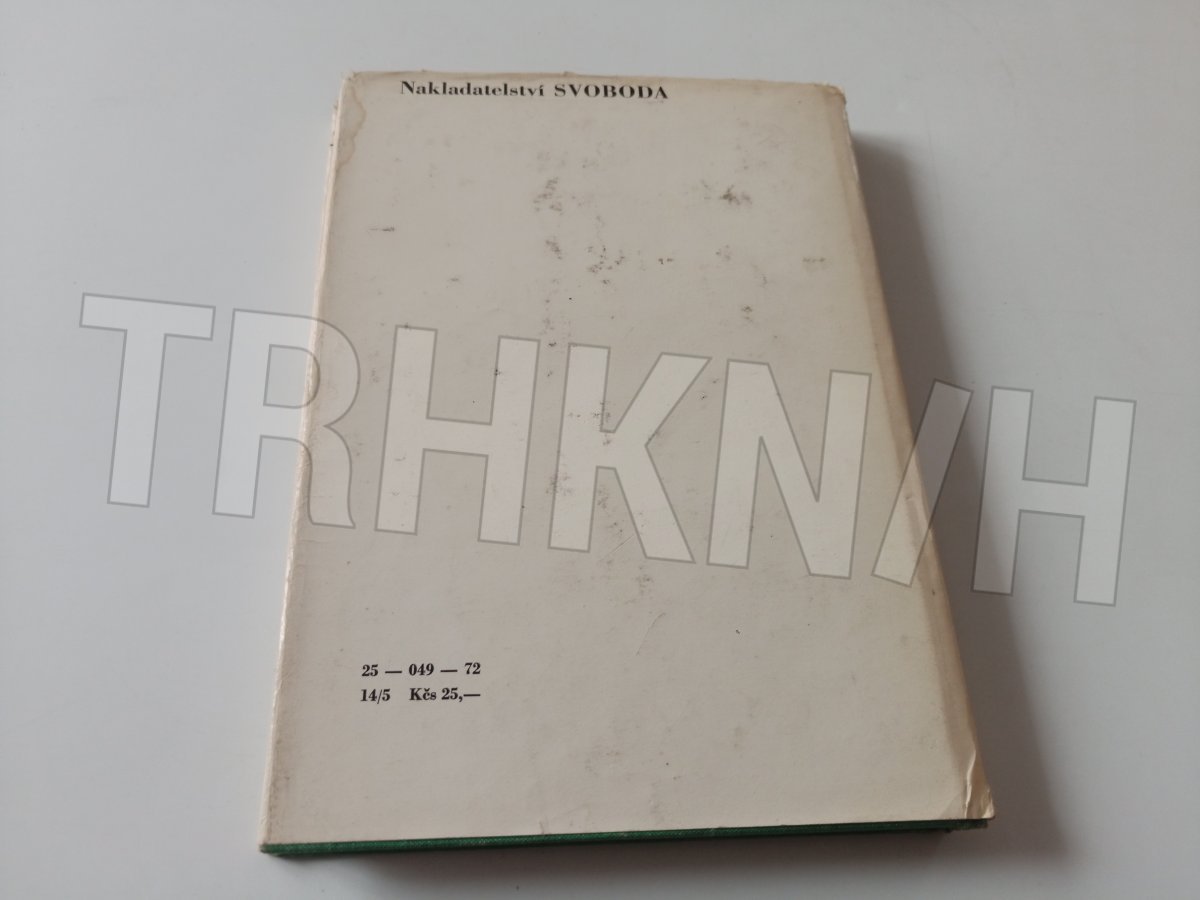 Nakladatelství SVOBODA
TRHKNIH
25 — 049 — 72
14/5 Kčs 25,—